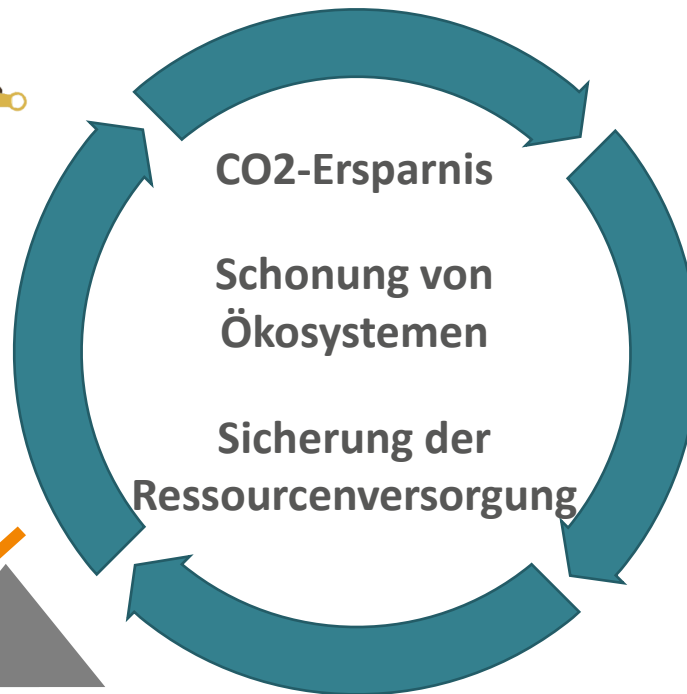 CO2-Ersparnis
Schonung von
Ökosystemen
Sicherung der
Ressourcenversorgung